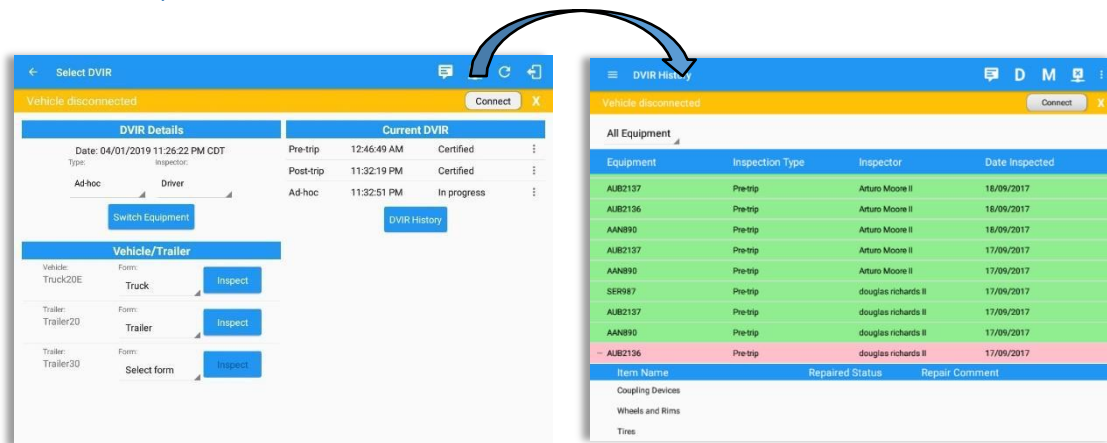 Select DVIR
Vehicle disconnected
Connect X
DVIR Details
Date: 04/01/2019 11:26:22 PM CDT
Type: Inspector:
Ad-hoc Driver
Switch Equipment
Current DVIR
Pre-trip 12:46:49 AM Certified
Post-trip 11:32:19 PM Certified
Ad-hoc 11:32:51 PM In progress
DVIR History
Vehicle/Trailer
Vehicle: Form:
Truck20E Truck Inspect
Trailer: Form:
Trailer20 Trailer Inspect
Trailer: Form:
Trailer30 Select form Inspect
DVIR History D M
Vehicle disconnected Connect X
All Equipment
Equipment Inspection Type Inspector Date Inspected
AUB2137 Pre-trip Arturo Moore II 18/09/2017
AUB2136 Pre-trip Arturo Moore II 18/09/2017
AAN890 Pre-trip Arturo Moore II 18/09/2017
AUB2137 Pre-trip Arturo Moore II 17/09/2017
AAN890 Pre-trip Arturo Moore II 17/09/2017
SER987 Pre-trip douglas richards II 17/09/2017
AUB2137 Pre-trip douglas richards II 17/09/2017
AAN890 Pre-trip douglas richards II 17/09/2017
– AUB2136 Pre-trip douglas richards II 17/09/2017
Item Name Repaired Status Repair Comment
Coupling Devices
Wheels and Rims
Tires